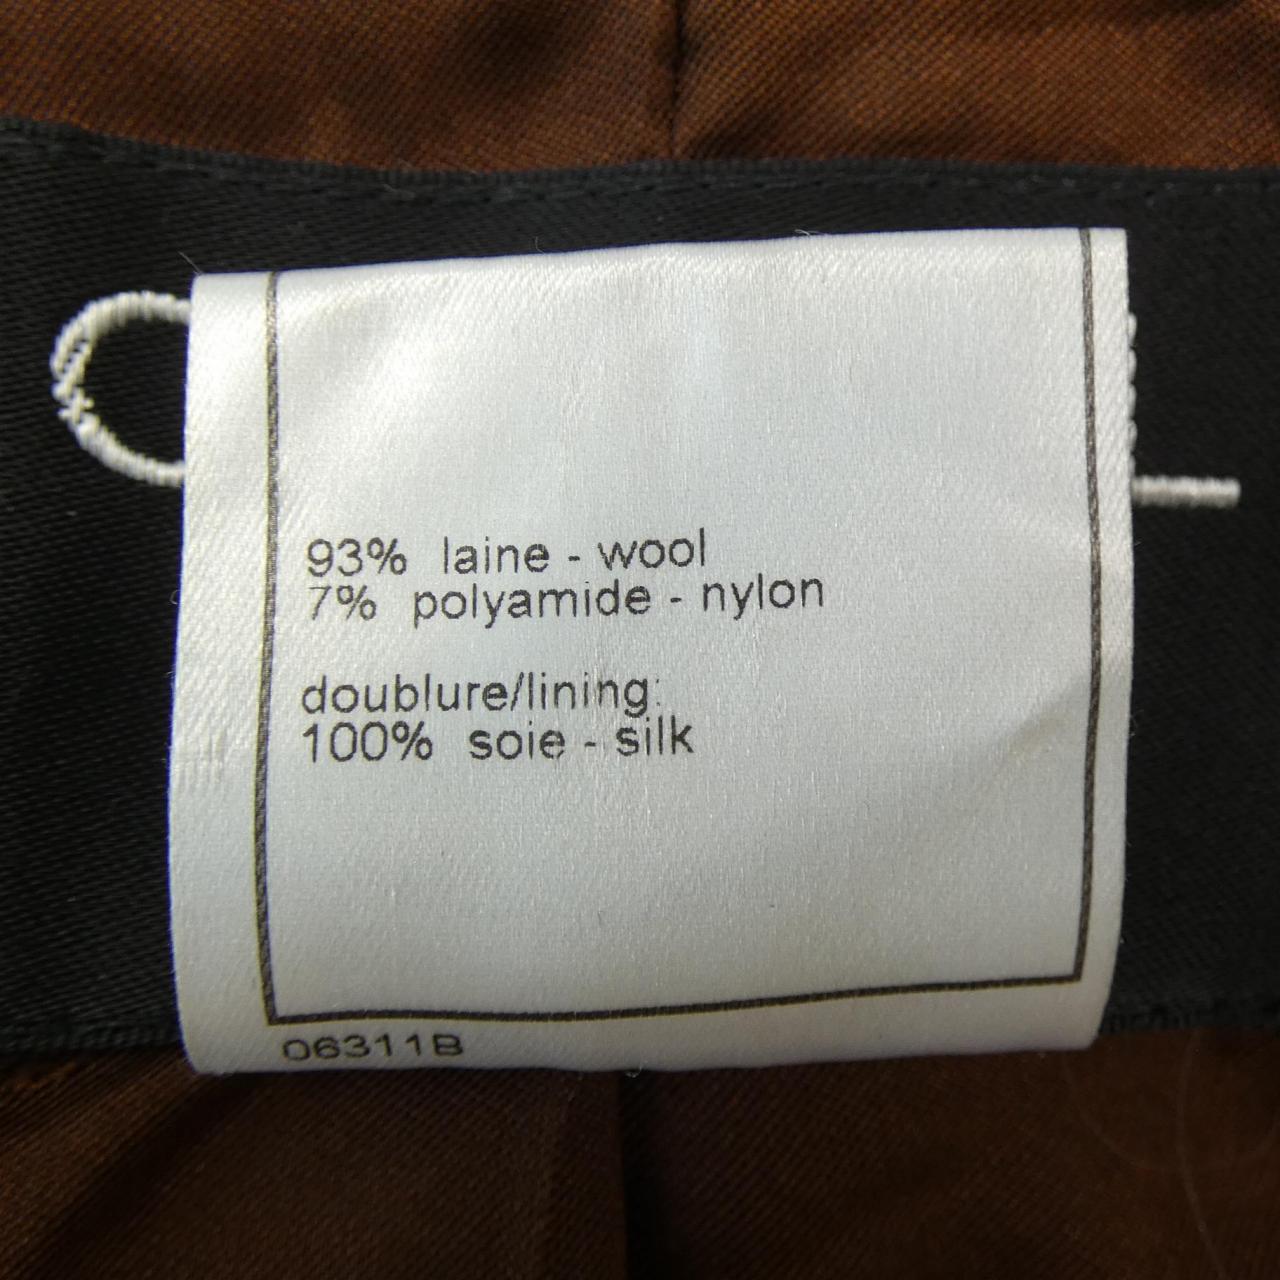 93% laine - wool
7% polyamide - nylon
doublure/lining:
100% soie - silk
06311B